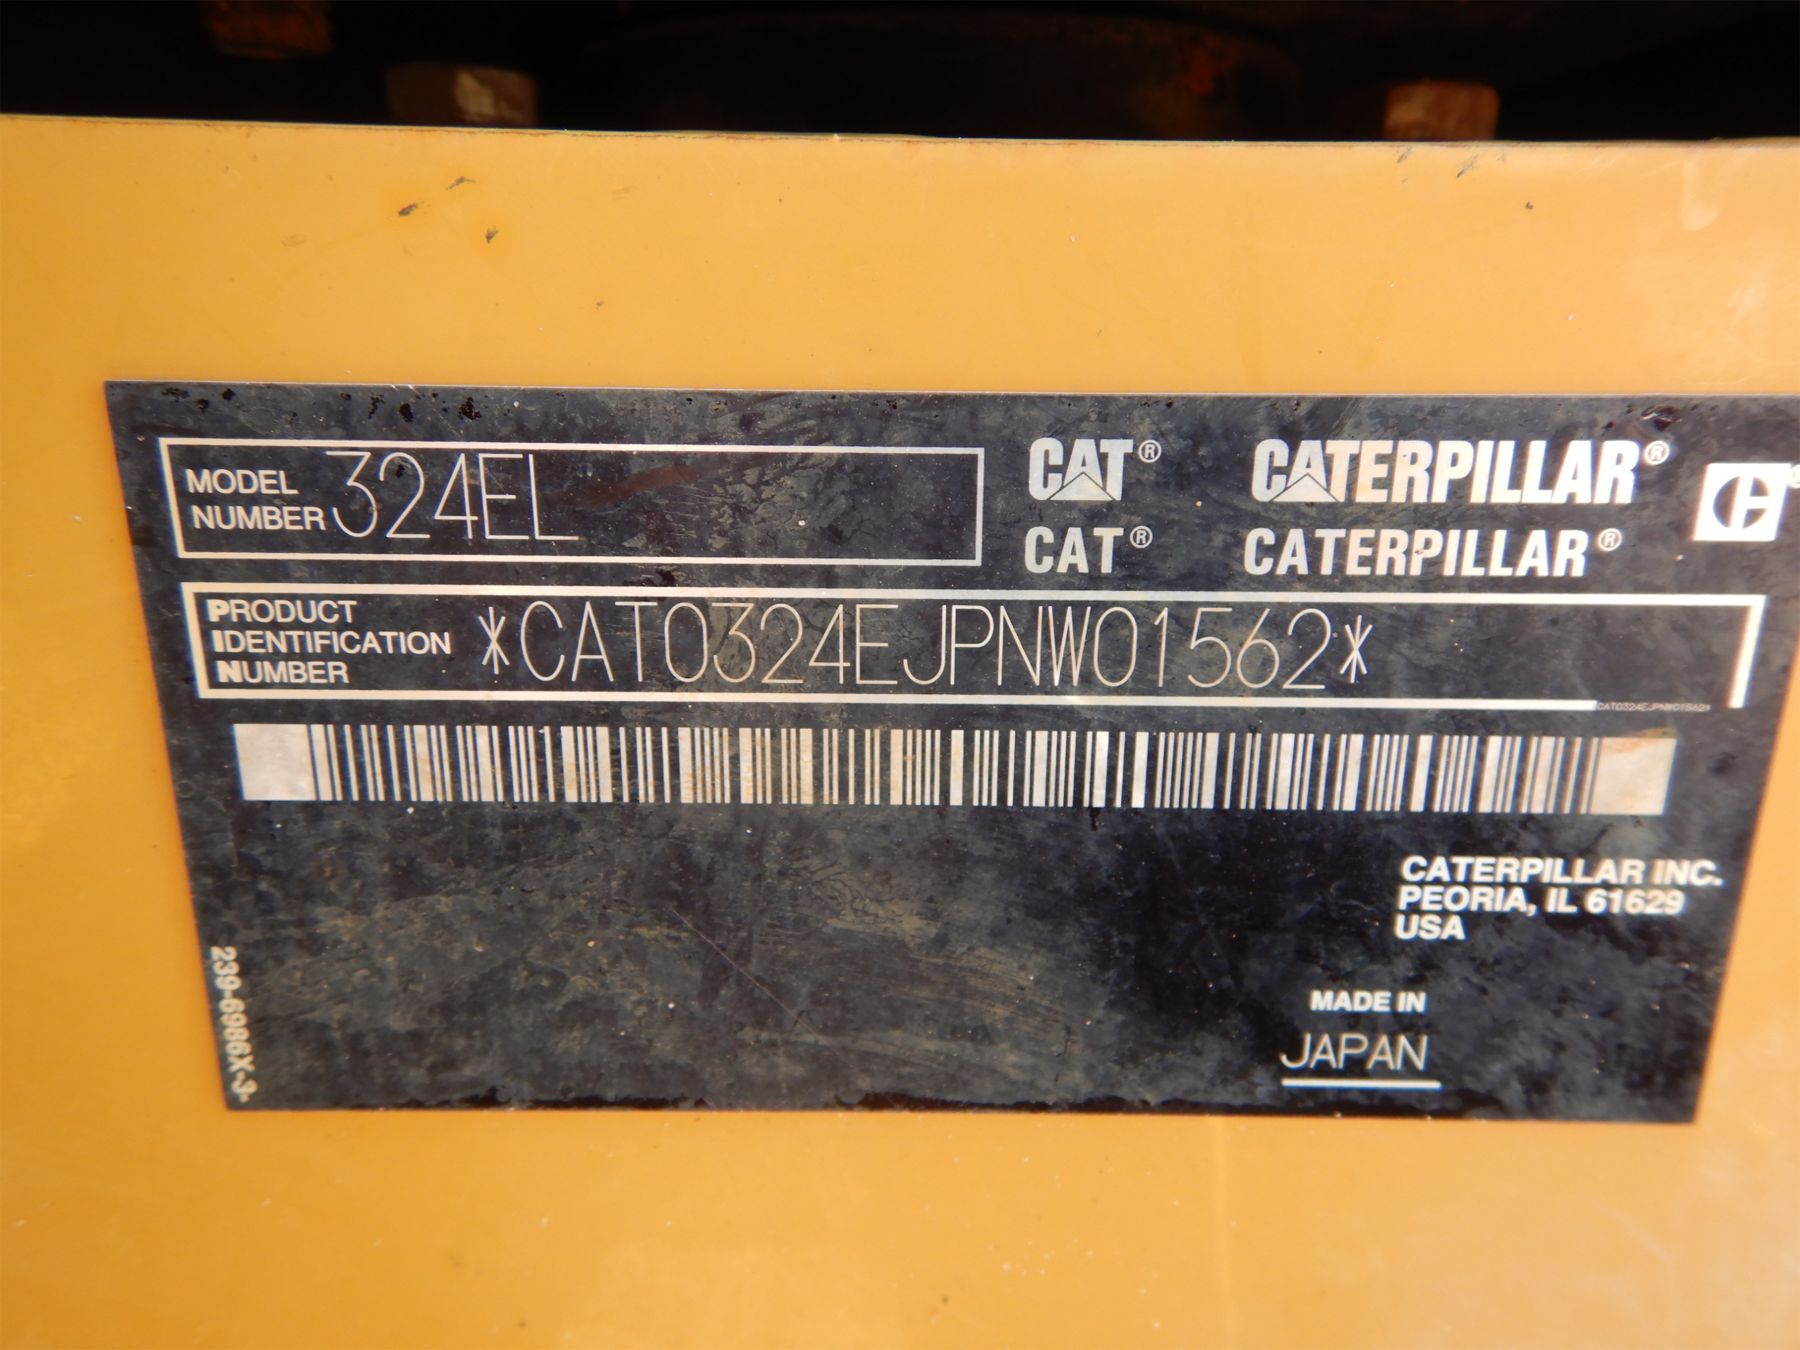 MODEL
NUMBER 324EL
CAT® CATERPILLAR®
CAT® CATERPILLAR®
PRODUCT
IDENTIFICATION
NUMBER
*CAT0324EJPNW01562*
CAT0324EJPNW01562*
CATERPILLAR INC.
PEORIA, IL 61629
USA
MADE IN
JAPAN
239-6986X-3